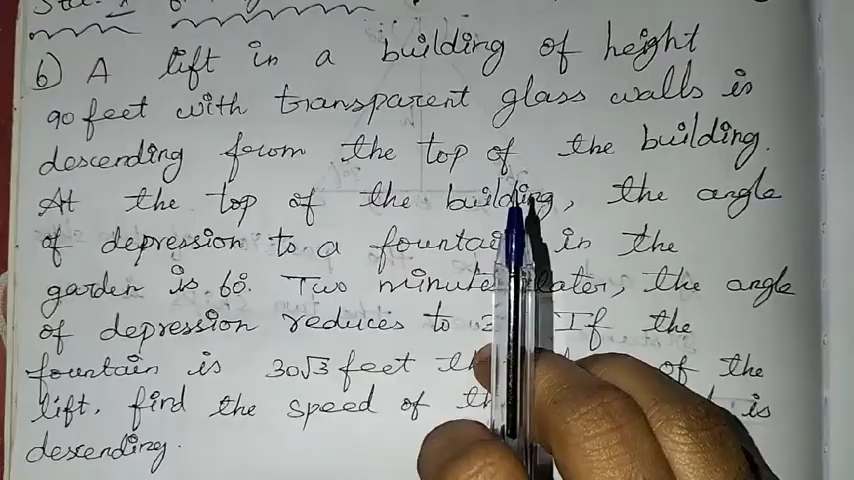 6) A lift in a building of height
90 feet with transparent glass walls is
descending from the top of the building.
At the top of the building, the angle
of depression to a fountain in the
garden is 60°. Two minutes later, the angle
of depression reduces to If the
fountain is 30√3 feet of the
lift, find the speed of is
descending.